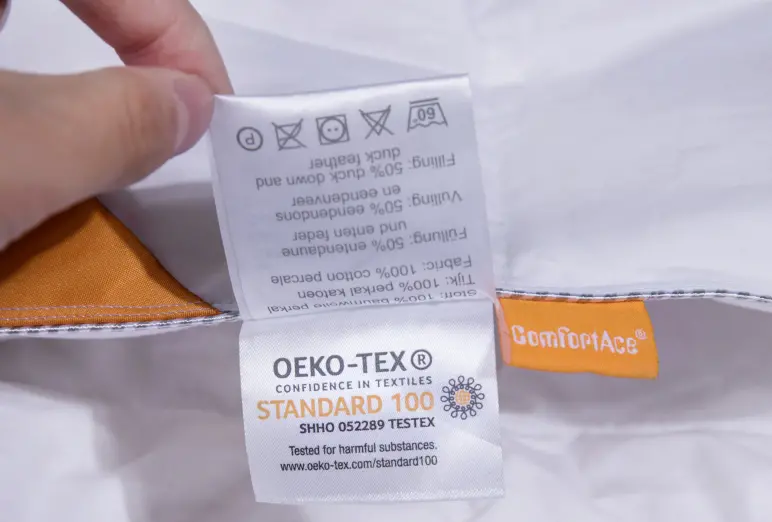 Stoff: 100% baumwolle perkal
Tijk: 100% perkal katoen
Fabric: 100% cotton percale
Füllung: 50% entendaune
und enten feder
Vulling: 50% eendendons
en eendenveer
Filling: 50% duck down and
duck feather
60 P
OEKO-TEX®
CONFIDENCE IN TEXTILES
STANDARD 100
SHHO 052289 TESTEX
Tested for harmful substances.
www.oeko-tex.com/standard100
ComfortAce®